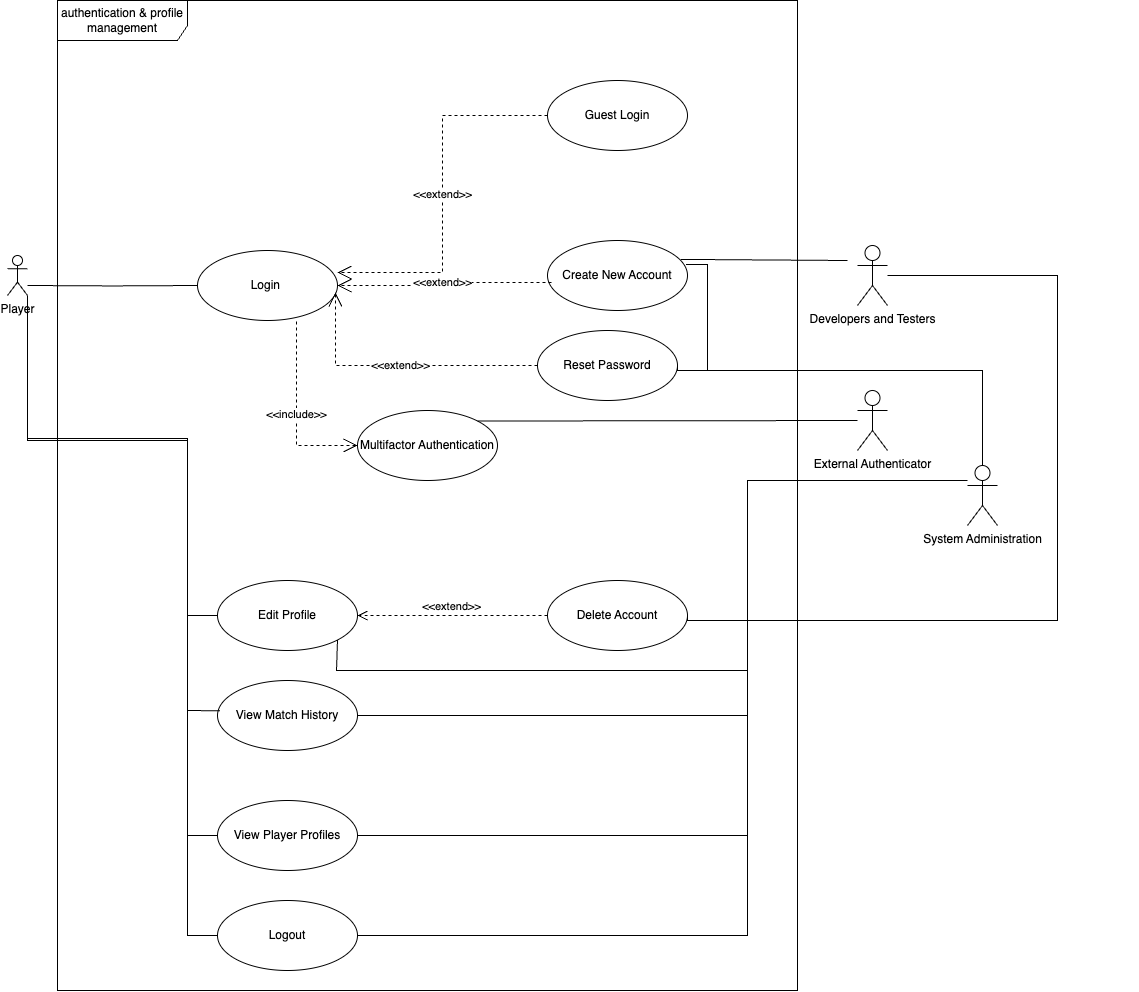 authentication & profile
management
Guest Login
<<extend>>
Create New Account
Login
<<extend>>
Player
Developers and Testers
Reset Password
<<extend>>
<<include>>
Multifactor Authentication
External Authenticator
System Administration
<<extend>>
Edit Profile
Delete Account
View Match History
View Player Profiles
Logout